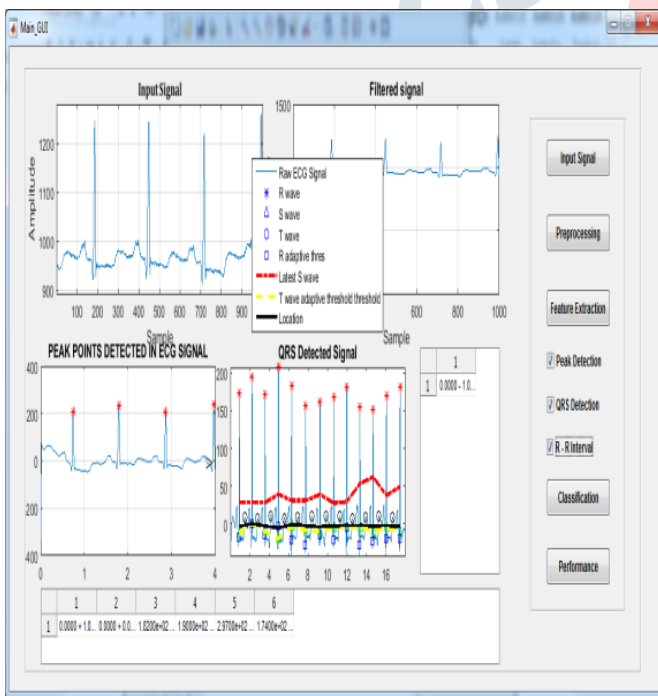 Main_GUI
Input Signal
Filtered signal
Amplitude
1200
1100
1000
900
100 200 300 400 500 600 700 800 900
Sample
1500
600 800 1000
Sample
Raw ECG Signal
R wave
S wave
T wave
R adaptive thres
Latest S wave
T wave adaptive threshold threshold
Location
PEAK POINTS DETECTED IN ECG SIGNAL
400
200
0
-200
-400
0 1 2 3 4
QRS Detected Signal
200
150
100
50
0
2 4 6 8 10 12 14 16
1
1 0.0000 - 1.0...
Input Signal
Preprocessing
Feature Extraction
Peak Detection
QRS Detection
R - R Interval
Classification
Performance
1 2 3 4 5 6
1 0.0000 + 1.0... 0.0000 + 0.0... 1.8200e+02 ... 1.9000e+02 ... 2.9700e+02 ... 1.7400e+02 ...